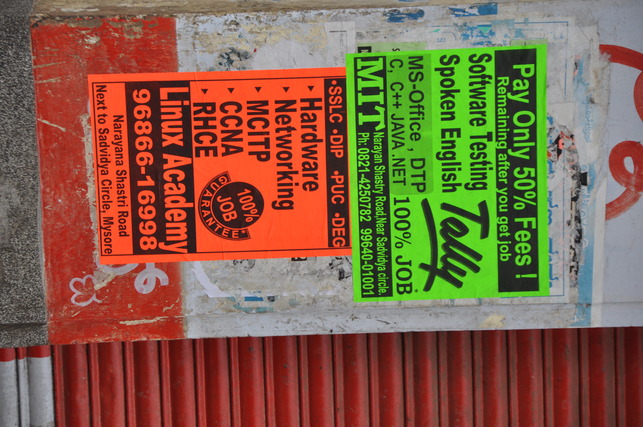 Pay Only 50% Fees !
Remaining after you get job
Software Testing
Spoken English
Tally
MS-Office , DTP
C, C++ JAVA .NET
100% JOB
MIT
Narayan Shastry Road,Near Sadvidya circle,
Ph: 0821-4250782 99640-01001
•SSLC •DIP •PUC •DEG
Hardware
Networking
MCITP
CCNA
RHCE
100%
JOB
GUARANTEE*
Linux Academy
96866-16998
Narayana Shastri Road
Next to Sadvidya Circle, Mysore